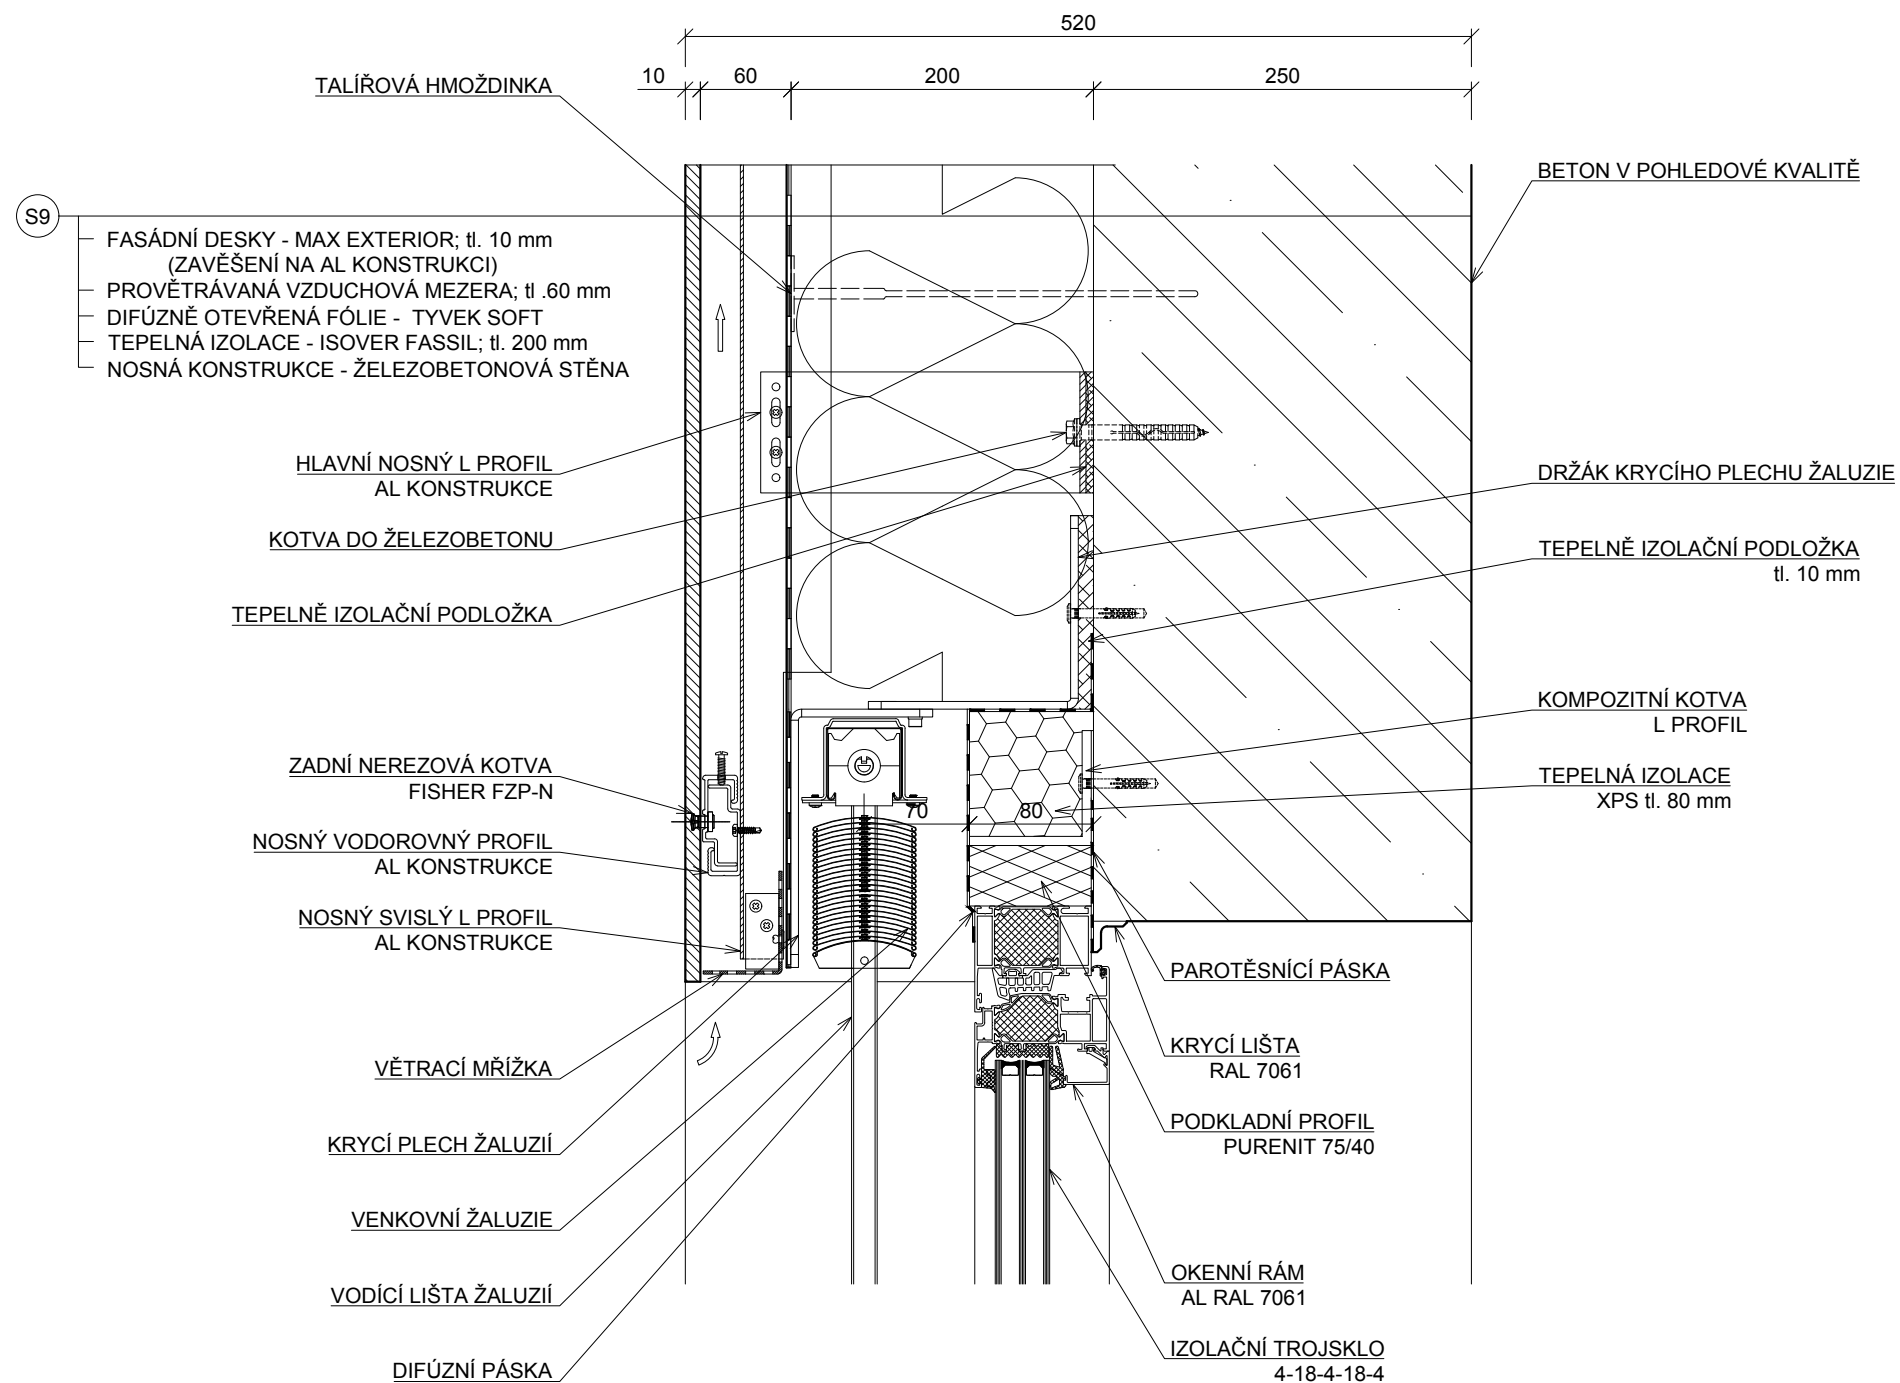 520
10
60
200
250
TALÍŘOVÁ HMOŽDINKA
BETON V POHLEDOVÉ KVALITĚ
S9
FASÁDNÍ DESKY - MAX EXTERIOR; tl. 10 mm
(ZAVĚŠENÍ NA AL KONSTRUKCI)
PROVĚTRÁVANÁ VZDUCHOVÁ MEZERA; tl .60 mm
DIFÚZNĚ OTEVŘENÁ FÓLIE - TYVEK SOFT
TEPELNÁ IZOLACE - ISOVER FASSIL; tl. 200 mm
NOSNÁ KONSTRUKCE - ŽELEZOBETONOVÁ STĚNA
HLAVNÍ NOSNÝ L PROFIL
AL KONSTRUKCE
KOTVA DO ŽELEZOBETONU
TEPELNĚ IZOLAČNÍ PODLOŽKA
ZADNÍ NEREZOVÁ KOTVA
FISHER FZP-N
NOSNÝ VODOROVNÝ PROFIL
AL KONSTRUKCE
NOSNÝ SVISLÝ L PROFIL
AL KONSTRUKCE
VĚTRACÍ MŘÍŽKA
KRYCÍ PLECH ŽALUZIÍ
VENKOVNÍ ŽALUZIE
VODÍCÍ LIŠTA ŽALUZIÍ
DIFÚZNÍ PÁSKA
70
80
DRŽÁK KRYCÍHO PLECHU ŽALUZIE
TEPELNĚ IZOLAČNÍ PODLOŽKA
tl. 10 mm
KOMPOZITNÍ KOTVA
L PROFIL
TEPELNÁ IZOLACE
XPS tl. 80 mm
PAROTĚSNÍCÍ PÁSKA
KRYCÍ LIŠTA
RAL 7061
PODKLADNÍ PROFIL
PURENIT 75/40
OKENNÍ RÁM
AL RAL 7061
IZOLAČNÍ TROJSKLO
4-18-4-18-4